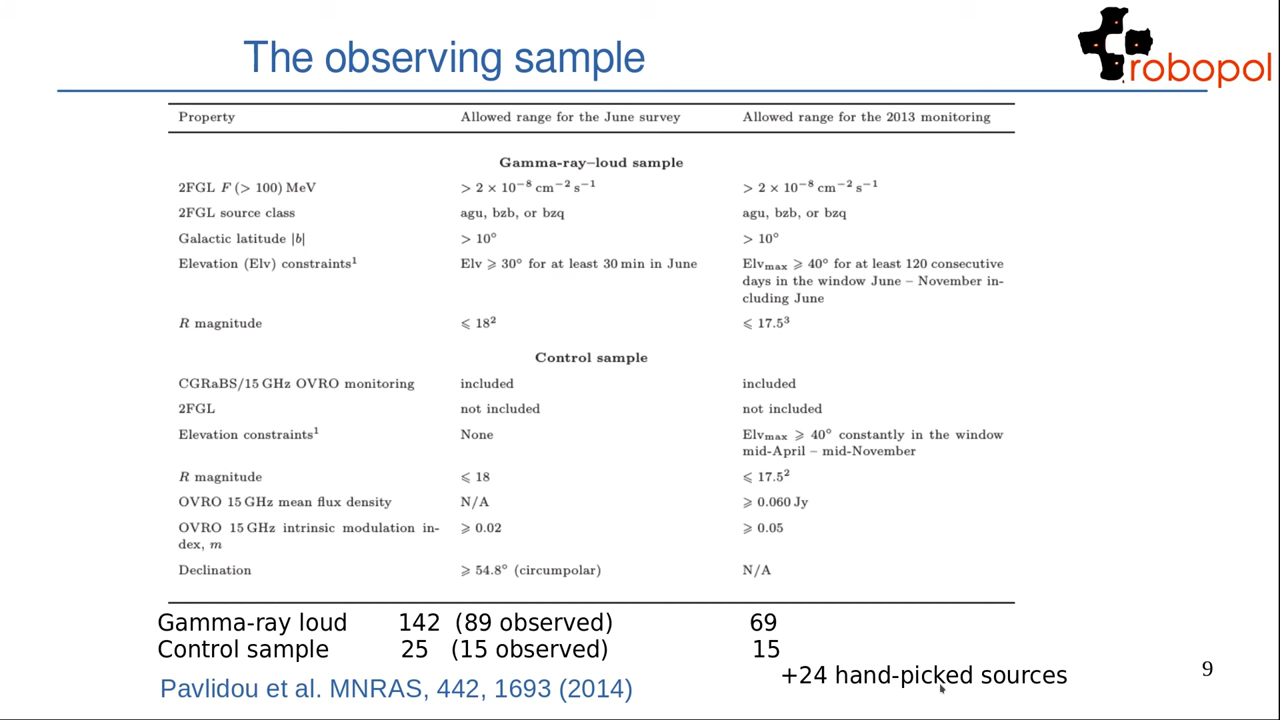 The observing sample
robopol
Property Allowed range for the June survey Allowed range for the 2013 monitoring
Gamma-ray–loud sample
2FGL F (> 100) MeV > 2 × 10⁻⁸ cm⁻² s⁻¹ > 2 × 10⁻⁸ cm⁻² s⁻¹
2FGL source class agu, bzb, or bzq agu, bzb, or bzq
Galactic latitude |b| > 10° > 10°
Elevation (Elv) constraints¹ Elv ⩾ 30° for at least 30 min in June Elvmax ⩾ 40° for at least 120 consecutive
days in the window June – November in-
cluding June
R magnitude ⩽ 18² ⩽ 17.5³
Control sample
CGRaBS/15 GHz OVRO monitoring included included
2FGL not included not included
Elevation constraints¹ None Elvmax ⩾ 40° constantly in the window
mid-April – mid-November
R magnitude ⩽ 18 ⩽ 17.5²
OVRO 15 GHz mean flux density N/A ⩾ 0.060 Jy
OVRO 15 GHz intrinsic modulation in- ⩾ 0.02 ⩾ 0.05
dex, m
Declination ⩾ 54.8° (circumpolar) N/A
Gamma-ray loud 142 (89 observed) 69
Control sample 25 (15 observed) 15
+24 hand-picked sources
Pavlidou et al. MNRAS, 442, 1693 (2014)
9